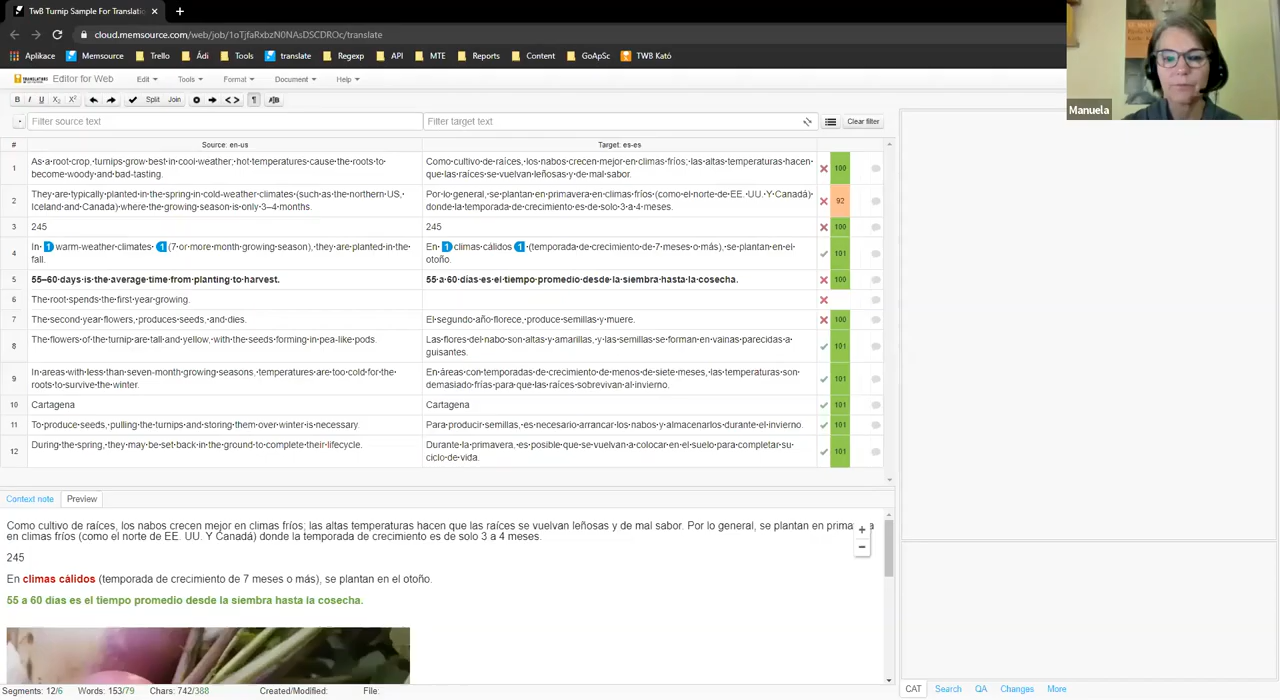 TwB Turnip Sample For Translatio
cloud.memsource.com/web/job/1oTjfaRxbzN0NAsDSCDROc/translate
Aplikace Memsource Trello Ádi Tools translate Regexp API MTE Reports Content GoApSc TWB Kató
TRANSLATORS Editor for Web Edit Tools Format Document Help
B I U X₂ X² Split Join < > ¶
Filter source text Filter target text Clear filter
# Source: en-us Target: es-es
1 As·a·root·crop,·turnips·grow·best·in·cool·weather;·hot·temperatures·cause·the·roots·to· Como·cultivo·de·raíces,·los·nabos·crecen·mejor·en·climas·fríos;·las·altas·temperaturas·hacen· 100
become·woody·and·bad-tasting. que·las·raíces·se·vuelvan·leñosas·y·de·mal·sabor.
2 They·are·typically·planted·in·the·spring·in·cold-weather·climates·(such·as·the·northern·US,· Por·lo·general,·se·plantan·en·primavera·en·climas·fríos·(como·el·norte·de·EE.·UU.·Y·Canadá)· 92
Iceland·and·Canada)·where·the·growing·season·is·only·3–4·months. donde·la·temporada·de·crecimiento·es·de·solo·3·a·4·meses.
3 245 245 100
4 In·1·warm-weather·climates·1·(7·or·more·month·growing·season),·they·are·planted·in·the· En·1·climas·cálidos·1·(temporada·de·crecimiento·de·7·meses·o·más),·se·plantan·en·el· 101
fall. otoño.
5 55–60·days·is·the·average·time·from·planting·to·harvest. 55·a·60·días·es·el·tiempo·promedio·desde·la·siembra·hasta·la·cosecha. 100
6 The·root·spends·the·first·year·growing.
7 The·second·year·flowers,·produces·seeds,·and·dies. El·segundo·año·florece,·produce·semillas·y·muere. 100
8 The·flowers·of·the·turnip·are·tall·and·yellow,·with·the·seeds·forming·in·pea-like·pods. Las·flores·del·nabo·son·altas·y·amarillas,·y·las·semillas·se·forman·en·vainas·parecidas·a· 101
guisantes.
9 In·areas·with·less·than·seven-month·growing·seasons,·temperatures·are·too·cold·for·the· En·áreas·con·temporadas·de·crecimiento·de·menos·de·siete·meses,·las·temperaturas·son· 101
roots·to·survive·the·winter. demasiado·frías·para·que·las·raíces·sobrevivan·al·invierno.
10 Cartagena Cartagena 101
11 To·produce·seeds,·pulling·the·turnips·and·storing·them·over·winter·is·necessary. Para·producir·semillas,·es·necesario·arrancar·los·nabos·y·almacenarlos·durante·el·invierno. 101
12 During·the·spring,·they·may·be·set·back·in·the·ground·to·complete·their·lifecycle. Durante·la·primavera,·es·posible·que·se·vuelvan·a·colocar·en·el·suelo·para·completar·su· 101
ciclo·de·vida.
Context note Preview
Como cultivo de raíces, los nabos crecen mejor en climas fríos; las altas temperaturas hacen que las raíces se vuelvan leñosas y de mal sabor. Por lo general, se plantan en prima a
en climas fríos (como el norte de EE. UU. Y Canadá) donde la temporada de crecimiento es de solo 3 a 4 meses.
245
En climas cálidos (temporada de crecimiento de 7 meses o más), se plantan en el otoño.
55 a 60 días es el tiempo promedio desde la siembra hasta la cosecha.
Segments: 12/6 Words: 153/79 Chars: 742/388 Created/Modified: File:
CAT Search QA Changes More
Manuela